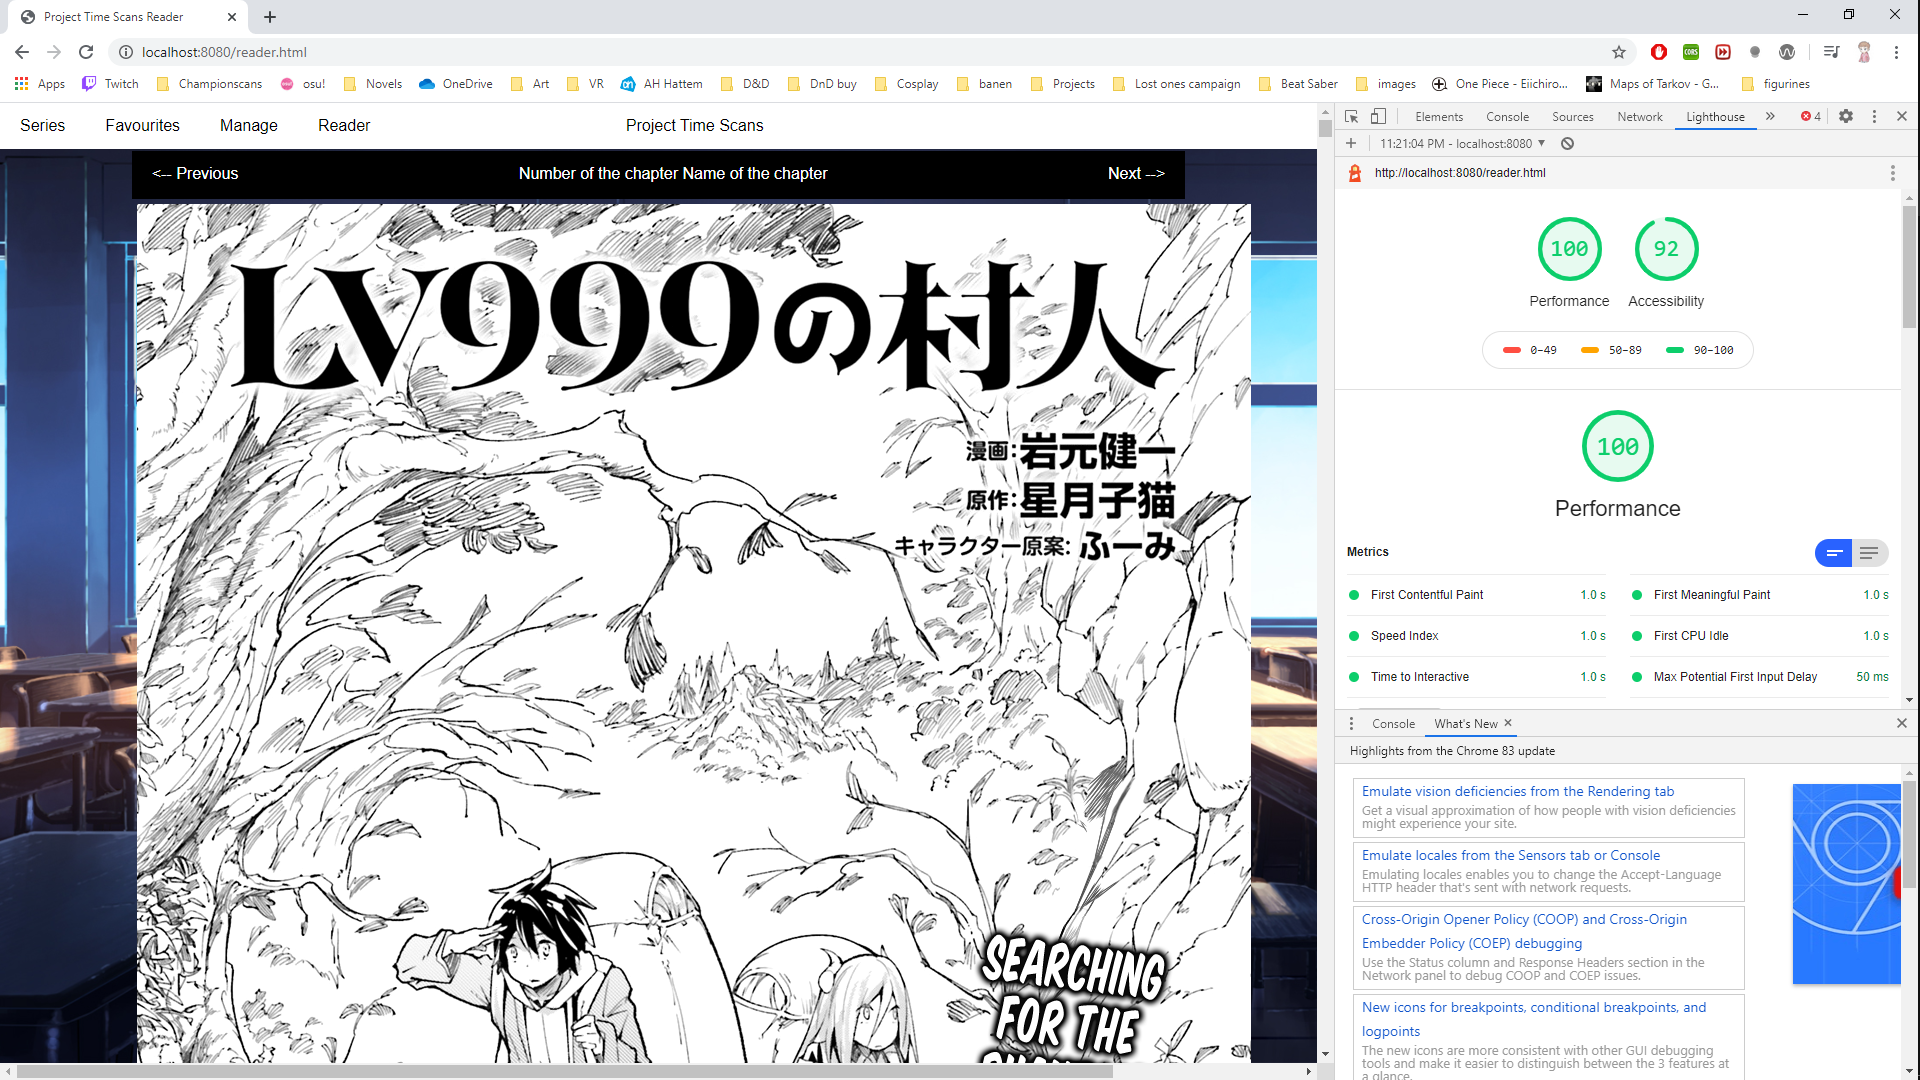 Project Time Scans Reader
localhost:8080/reader.html
Apps
Twitch
Championscans
osu!
Novels
OneDrive
Art
VR
AH Hattem
D&D
DnD buy
Cosplay
banen
Projects
Lost ones campaign
Beat Saber
images
One Piece - Eiichiro...
Maps of Tarkov - G...
figurines
Series
Favourites
Manage
Reader
Project Time Scans
<-- Previous
Number of the chapter Name of the chapter
Next -->
LV999の村人
漫画:岩元健一
原作:星月子猫
キャラクター原案:ふーみ
SEARCHING
FOR THE
Elements
Console
Sources
Network
Lighthouse
4
11:21:04 PM - localhost:8080
http://localhost:8080/reader.html
100
92
Performance
Accessibility
0-49
50-89
90-100
100
Performance
Metrics
First Contentful Paint 1.0 s
First Meaningful Paint 1.0 s
Speed Index 1.0 s
First CPU Idle 1.0 s
Time to Interactive 1.0 s
Max Potential First Input Delay 50 ms
Console
What's New
Highlights from the Chrome 83 update
Emulate vision deficiencies from the Rendering tab
Get a visual approximation of how people with vision deficiencies
might experience your site.
Emulate locales from the Sensors tab or Console
Emulating locales enables you to change the Accept-Language
HTTP header that's sent with network requests.
Cross-Origin Opener Policy (COOP) and Cross-Origin
Embedder Policy (COEP) debugging
Use the Status column and Response Headers section in the
Network panel to debug COOP and COEP issues.
New icons for breakpoints, conditional breakpoints, and
logpoints
The new icons are more consistent with other GUI debugging
tools and make it easier to distinguish between the 3 features at
a glance.